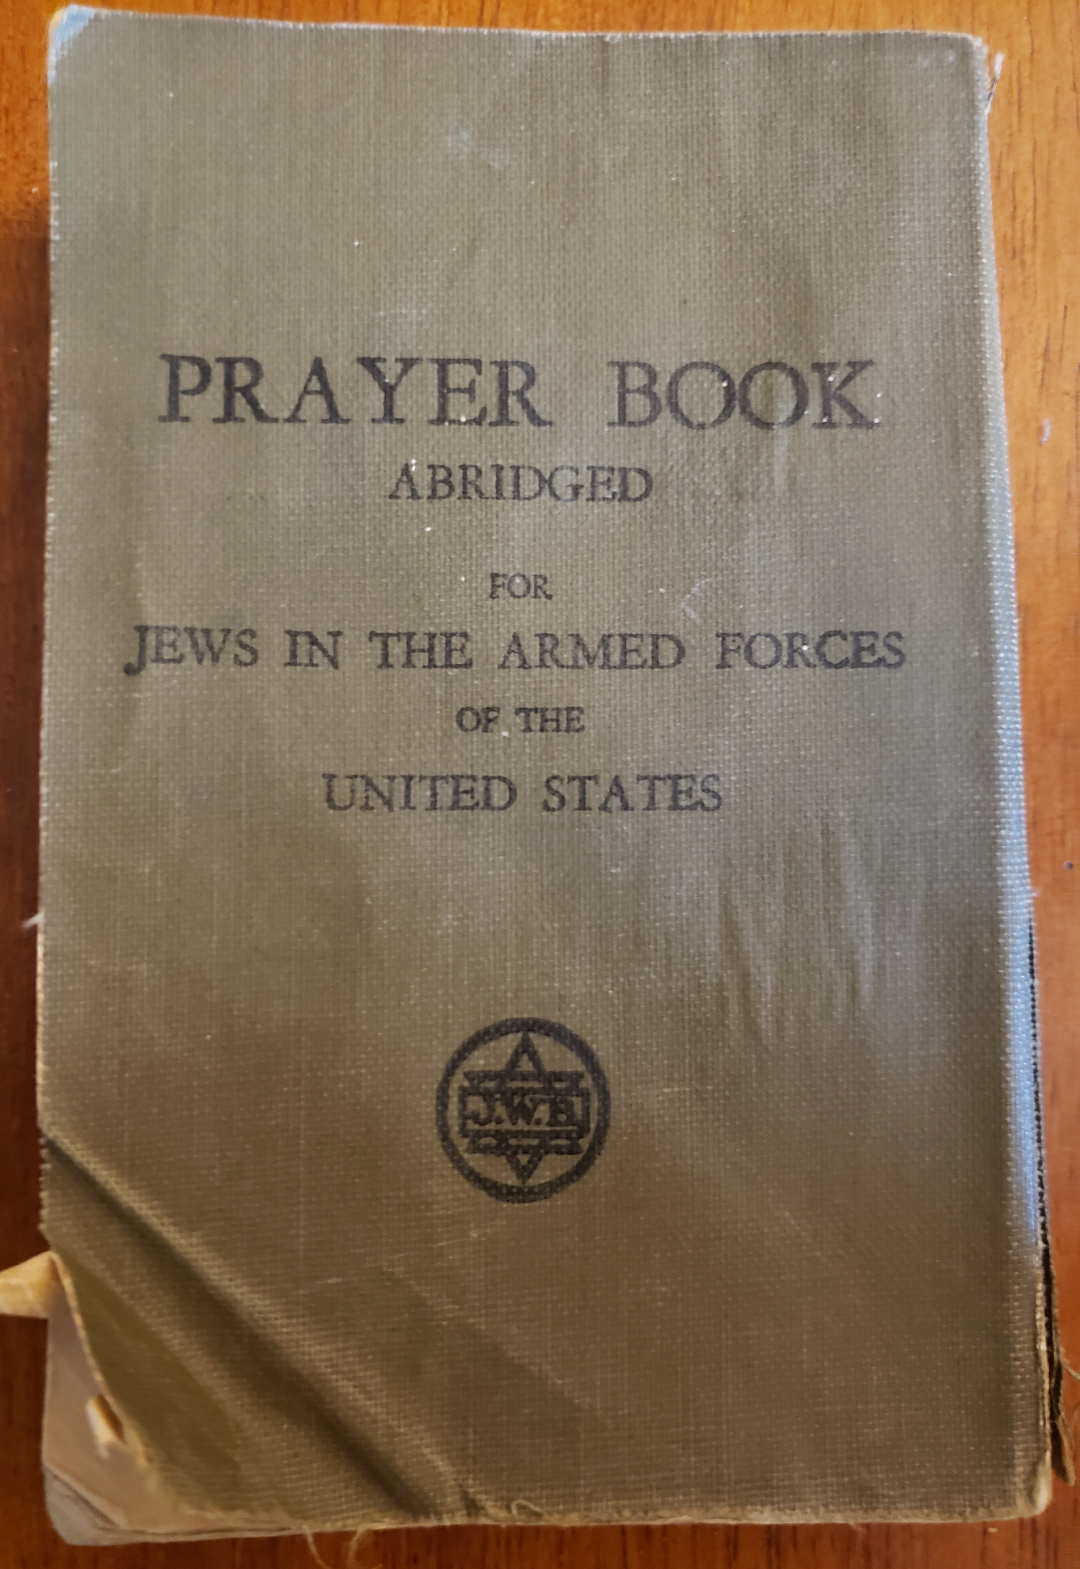 PRAYER BOOK
ABRIDGED
FOR
JEWS IN THE ARMED FORCES
OF THE
UNITED STATES
J.W.B.